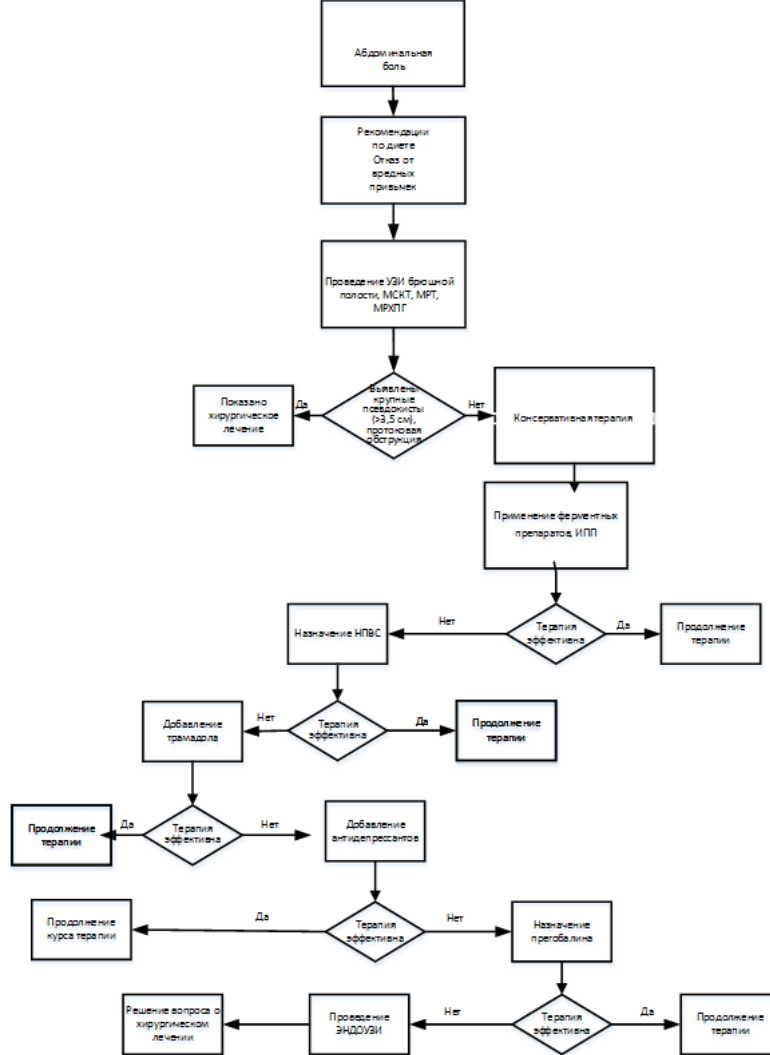 Абдоминальная
боль
Рекомендации
по диете
Отказ от
вредных
привычек
Проведение УЗИ брюшной
полости, МСКТ, МРТ,
МРХПГ
Выявлены
крупные
псевдокисты
(>3,5 см),
протоковая
обструкция
Да
Нет
Показано
хирургическое
лечение
Консервативная терапия
Применение ферментных
препаратов, ИПП
Терапия
эффективна
Нет
Да
Назначение НПВС
Продолжение
терапии
Терапия
эффективна
Нет
Да
Добавление
трамадола
Продолжение
терапии
Терапия
эффективна
Да
Нет
Продолжение
терапии
Добавление
антидепрессантов
Терапия
эффективна
Да
Нет
Продолжение
курса терапии
Назначение
прегобалина
Терапия
эффективна
Нет
Да
Решение вопроса о
хирургическом
лечении
Проведение
ЭНДОУЗИ
Продолжение
терапии